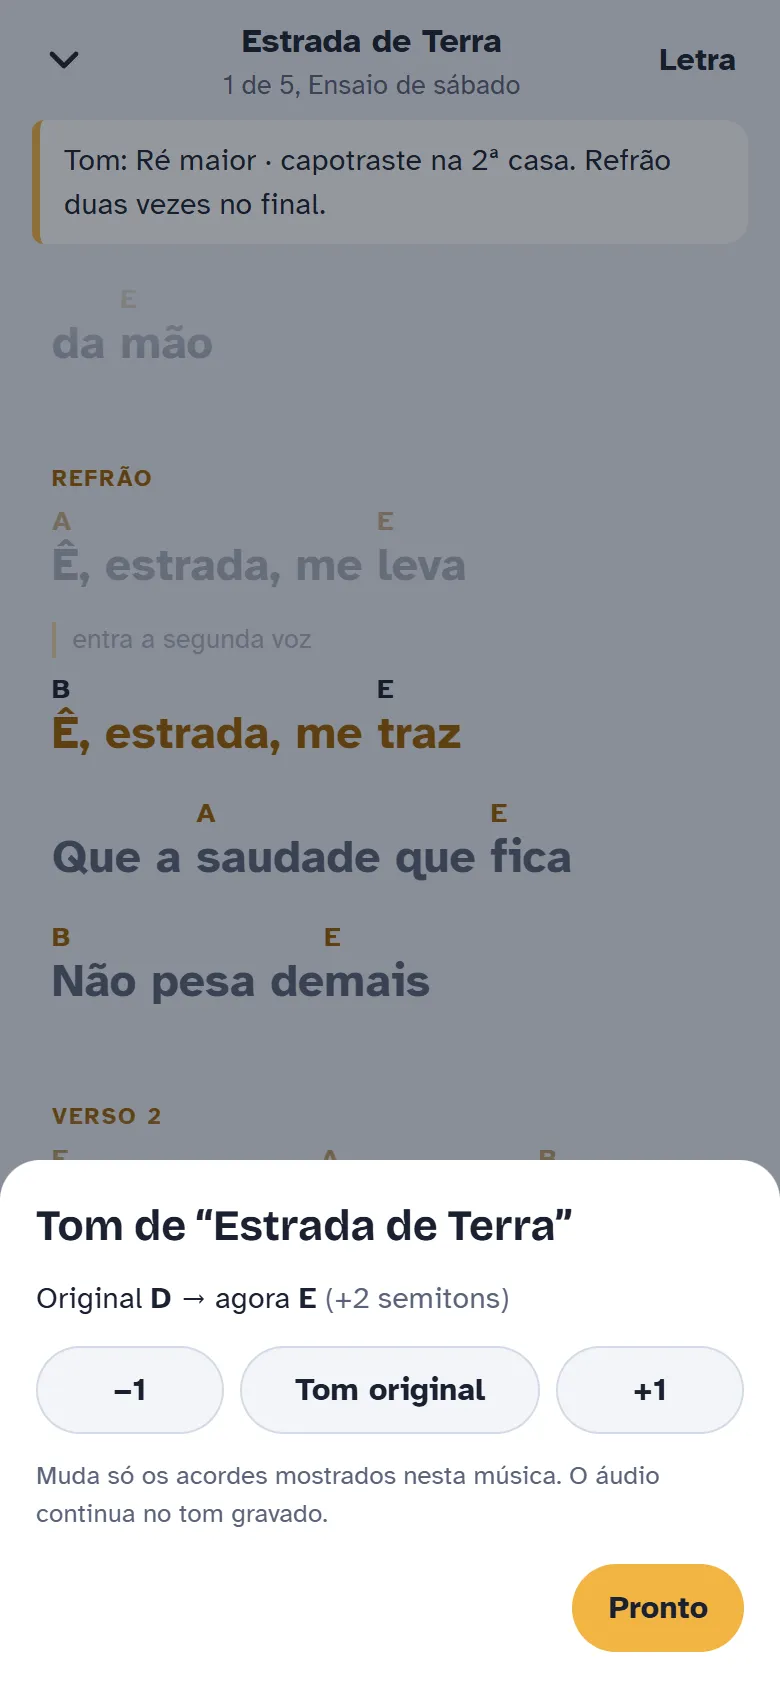 Estrada de Terra
1 de 5, Ensaio de sábado
Letra
Tom: Ré maior · capotraste na 2ª casa. Refrão
duas vezes no final.
E
da mão
REFRÃO
A E
Ê, estrada, me leva
entra a segunda voz
B E
Ê, estrada, me traz
A E
Que a saudade que fica
B E
Não pesa demais
VERSO 2
E A B
Tom de “Estrada de Terra”
Original D → agora E (+2 semitons)
–1 Tom original +1
Muda só os acordes mostrados nesta música. O áudio
continua no tom gravado.
Pronto